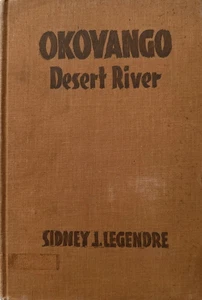 OKOVANGO
Desert River
SIDNEY J. LEGENDRE